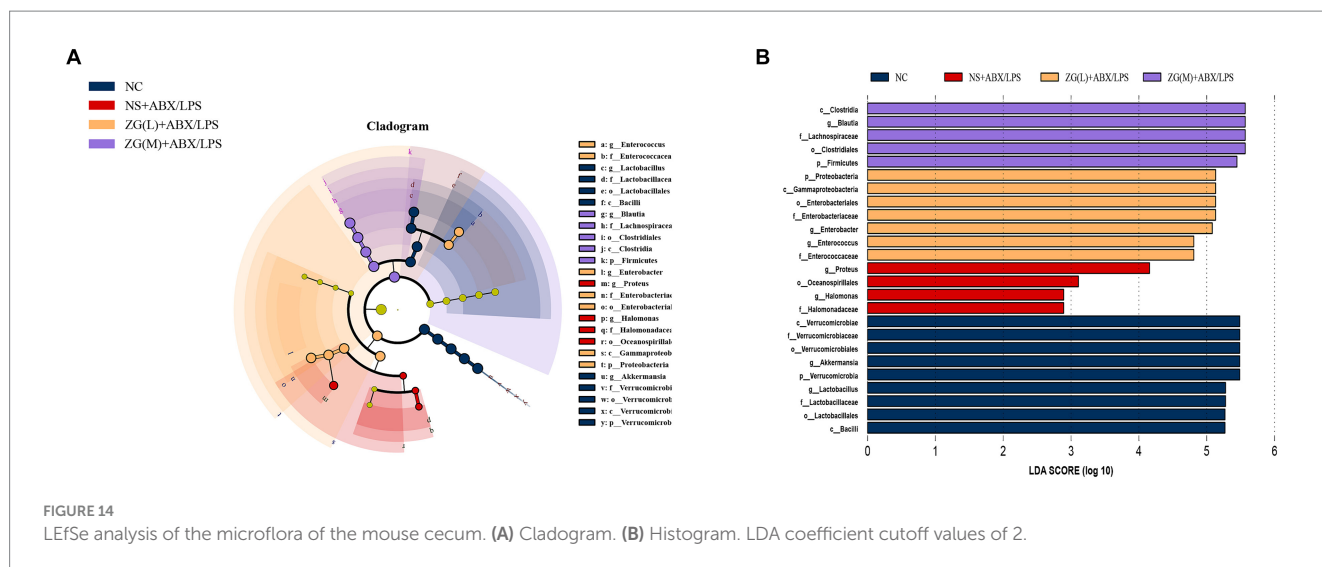 A
NC
NS+ABX/LPS
ZG(L)+ABX/LPS
ZG(M)+ABX/LPS
Cladogram
a: g__Enterococcus
b: f__Enterococcacea
c: g__Lactobacillus
d: f__Lactobacillacea
e: o__Lactobacillales
f: c__Bacilli
g: g__Blautia
h: f__Lachnospiracea
i: o__Clostridiales
j: c__Clostridia
k: p__Firmicutes
l: g__Enterobacter
m: g__Proteus
n: f__Enterobacteriac
o: o__Enterobacterial
p: g__Halomonas
q: f__Halomonadacea
r: o__Oceanospirillal
s: c__Gammaproteob
t: p__Proteobacteria
u: g__Akkermansia
v: f__Verrucomicrobi
w: o__Verrucomicrob
x: c__Verrucomicrobi
y: p__Verrucomicrob
B
NC NS+ABX/LPS ZG(L)+ABX/LPS ZG(M)+ABX/LPS
c__Clostridia
g__Blautia
f__Lachnospiraceae
o__Clostridiales
p__Firmicutes
p__Proteobacteria
c__Gammaproteobacteria
o__Enterobacteriales
f__Enterobacteriaceae
g__Enterobacter
g__Enterococcus
f__Enterococcaceae
g__Proteus
o__Oceanospirillales
g__Halomonas
f__Halomonadaceae
c__Verrucomicrobiae
f__Verrucomicrobiaceae
o__Verrucomicrobiales
g__Akkermansia
p__Verrucomicrobia
g__Lactobacillus
f__Lactobacillaceae
o__Lactobacillales
c__Bacilli
0 1 2 3 4 5 6
LDA SCORE (log 10)
FIGURE 14
LEfSe analysis of the microflora of the mouse cecum. (A) Cladogram. (B) Histogram. LDA coefficient cutoff values of 2.